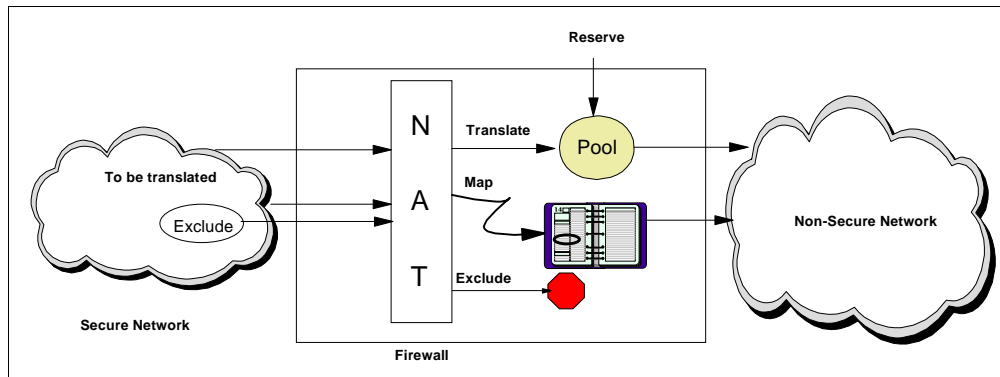 Reserve
N
A
T
Translate
Pool
To be translated
Map
Exclude
Non-Secure Network
Exclude
Secure Network
Firewall